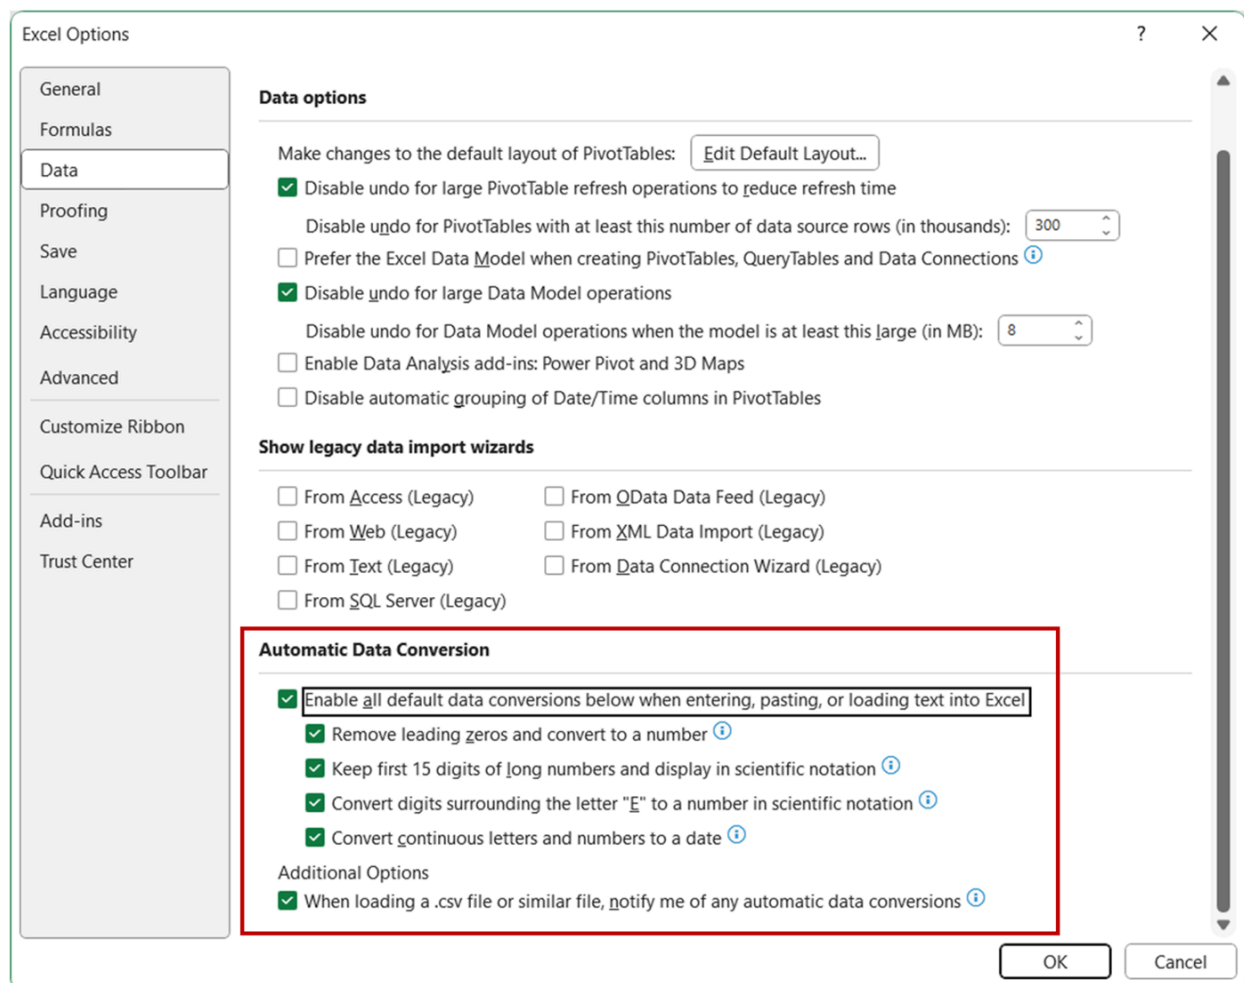 Excel Options
?
General
Formulas
Data
Proofing
Save
Language
Accessibility
Advanced
Customize Ribbon
Quick Access Toolbar
Add-ins
Trust Center
Data options
Make changes to the default layout of PivotTables: Edit Default Layout...
Disable undo for large PivotTable refresh operations to reduce refresh time
Disable undo for PivotTables with at least this number of data source rows (in thousands): 300
Prefer the Excel Data Model when creating PivotTables, QueryTables and Data Connections
Disable undo for large Data Model operations
Disable undo for Data Model operations when the model is at least this large (in MB): 8
Enable Data Analysis add-ins: Power Pivot and 3D Maps
Disable automatic grouping of Date/Time columns in PivotTables
Show legacy data import wizards
From Access (Legacy) From OData Data Feed (Legacy)
From Web (Legacy) From XML Data Import (Legacy)
From Text (Legacy) From Data Connection Wizard (Legacy)
From SQL Server (Legacy)
Automatic Data Conversion
Enable all default data conversions below when entering, pasting, or loading text into Excel
Remove leading zeros and convert to a number
Keep first 15 digits of long numbers and display in scientific notation
Convert digits surrounding the letter "E" to a number in scientific notation
Convert continuous letters and numbers to a date
Additional Options
When loading a .csv file or similar file, notify me of any automatic data conversions
OK Cancel